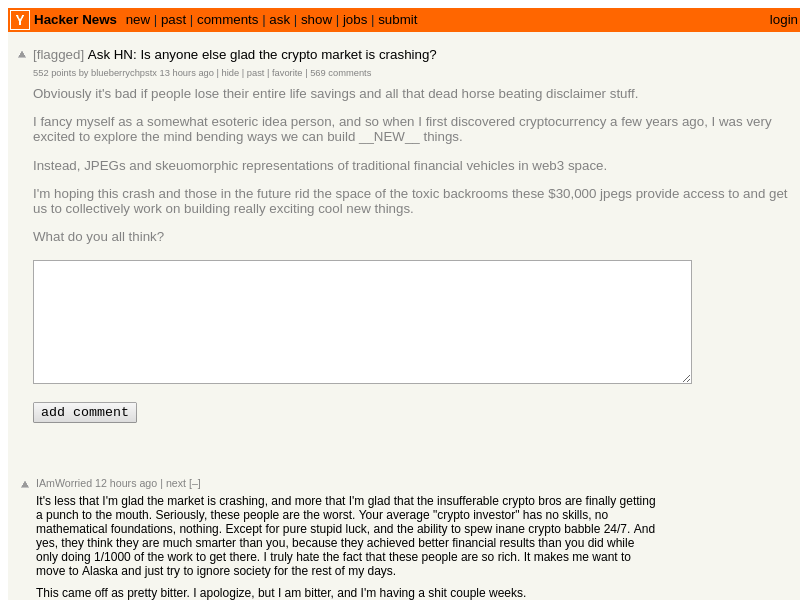 Y Hacker News new | past | comments | ask | show | jobs | submit login
[flagged] Ask HN: Is anyone else glad the crypto market is crashing?
552 points by blueberrychpstx 13 hours ago | hide | past | favorite | 569 comments
Obviously it's bad if people lose their entire life savings and all that dead horse beating disclaimer stuff.
I fancy myself as a somewhat esoteric idea person, and so when I first discovered cryptocurrency a few years ago, I was very
excited to explore the mind bending ways we can build __NEW__ things.
Instead, JPEGs and skeuomorphic representations of traditional financial vehicles in web3 space.
I'm hoping this crash and those in the future rid the space of the toxic backrooms these $30,000 jpegs provide access to and get
us to collectively work on building really exciting cool new things.
What do you all think?
add comment
IAmWorried 12 hours ago | next [–]
It's less that I'm glad the market is crashing, and more that I'm glad that the insufferable crypto bros are finally getting
a punch to the mouth. Seriously, these people are the worst. Your average "crypto investor" has no skills, no
mathematical foundations, nothing. Except for pure stupid luck, and the ability to spew inane crypto babble 24/7. And
yes, they think they are much smarter than you, because they achieved better financial results than you did while
only doing 1/1000 of the work to get there. I truly hate the fact that these people are so rich. It makes me want to
move to Alaska and just try to ignore society for the rest of my days.
This came off as pretty bitter. I apologize, but I am bitter, and I'm having a shit couple weeks.